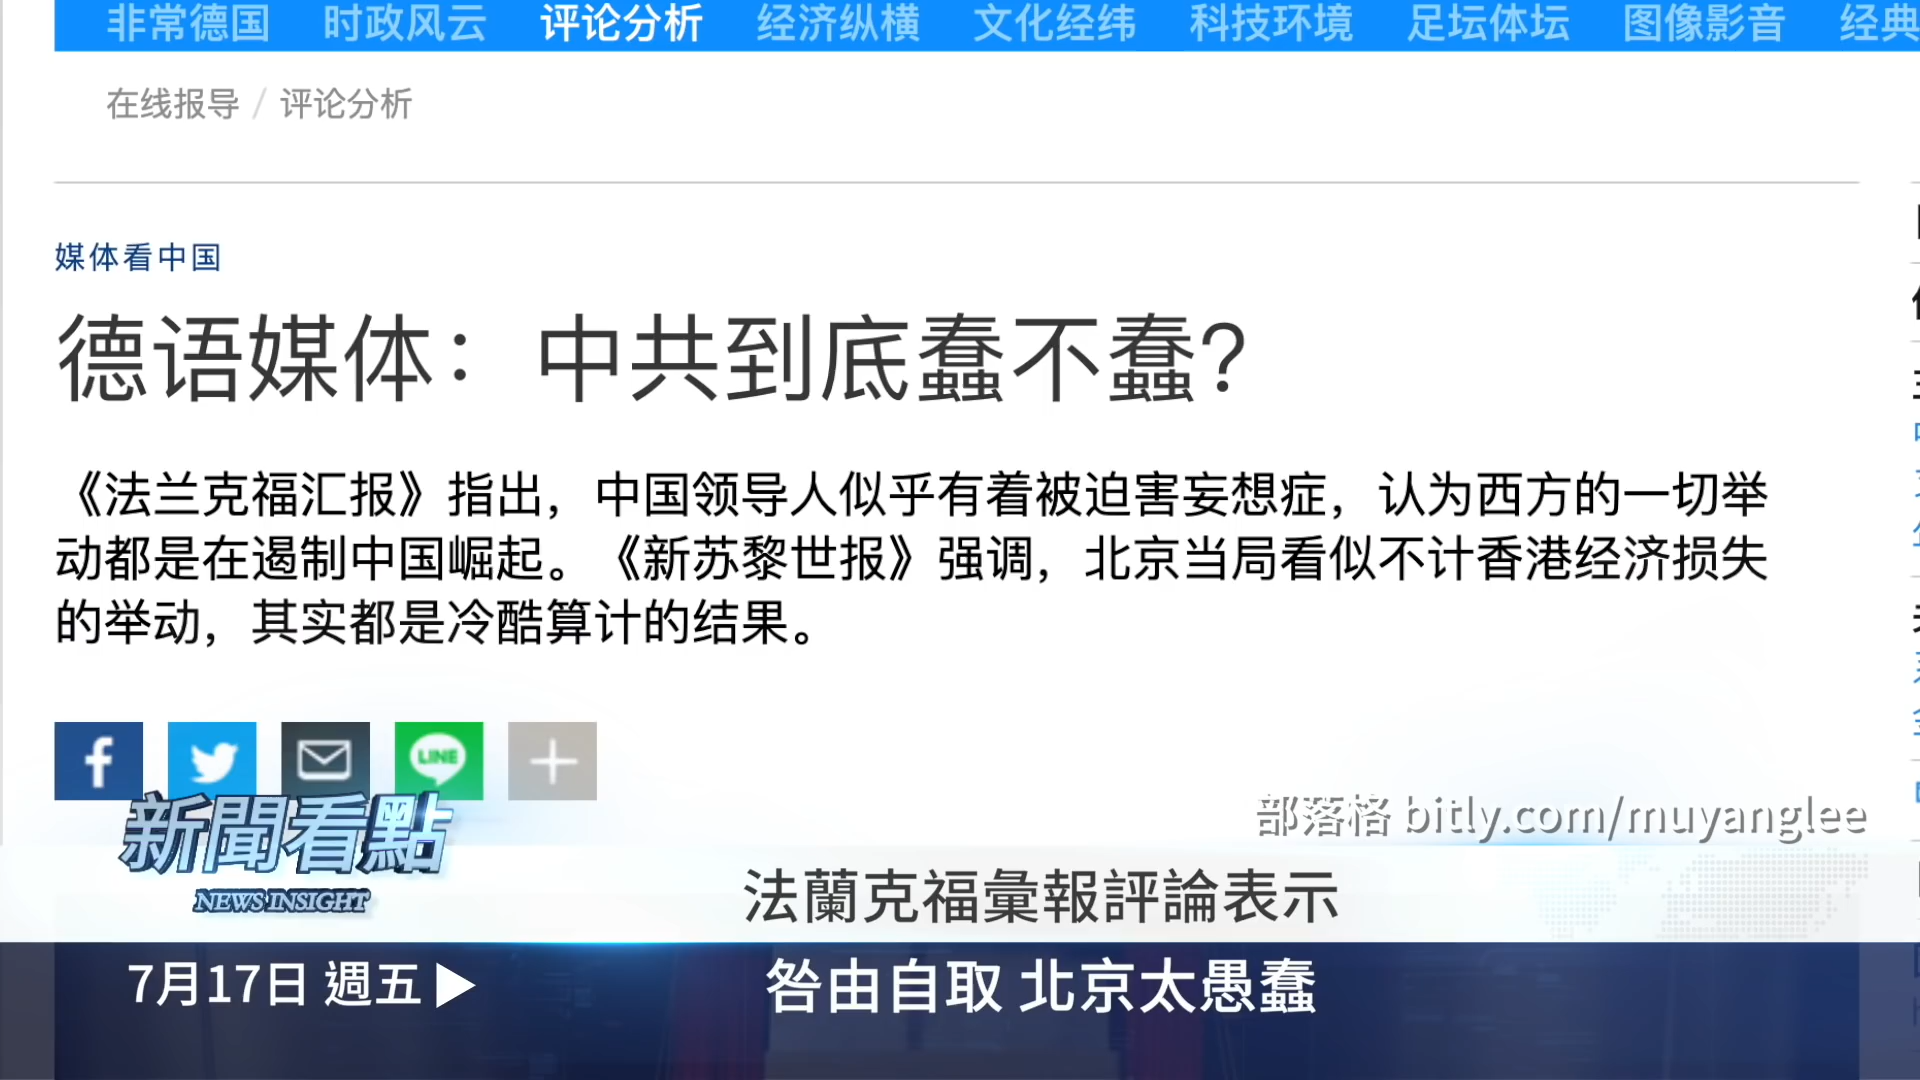 非常德国 时政风云 评论分析 经济纵横 文化经纬 科技环境 足坛体坛 图像影音 经典
在线报导 / 评论分析
媒体看中国
德语媒体：中共到底蠢不蠢？
《法兰克福汇报》指出，中国领导人似乎有着被迫害妄想症，认为西方的一切举
动都是在遏制中国崛起。《新苏黎世报》强调，北京当局看似不计香港经济损失
的举动，其实都是冷酷算计的结果。
LINE
部落格 bitly.com/muyanglee
新聞看點
NEWS INSIGHT
法蘭克福彙報評論表示
7月17日 週五
咎由自取 北京太愚蠢